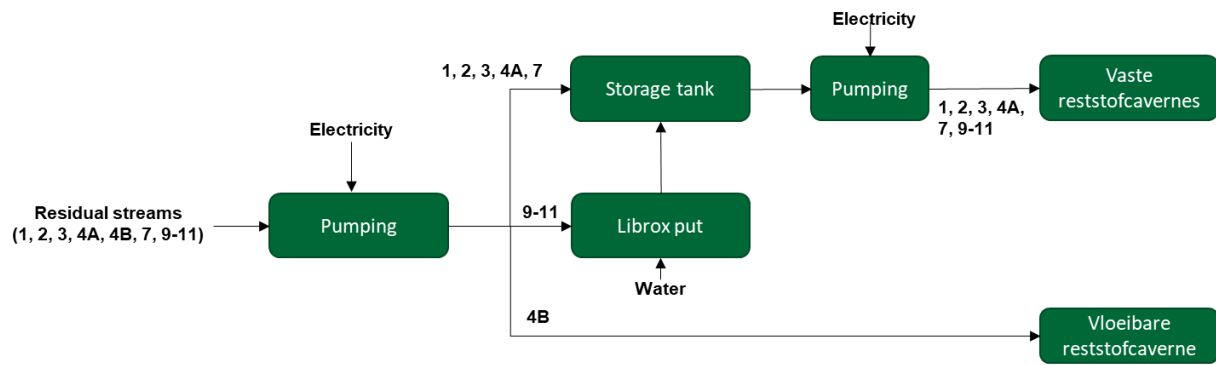 Electricity
1, 2, 3, 4A, 7
Storage tank
Pumping
Vaste
reststofcavernes
1, 2, 3, 4A,
7, 9-11
Electricity
Residual streams
(1, 2, 3, 4A, 4B, 7, 9-11)
Pumping
9-11
Librox put
Water
4B
Vloeibare
reststofcaverne